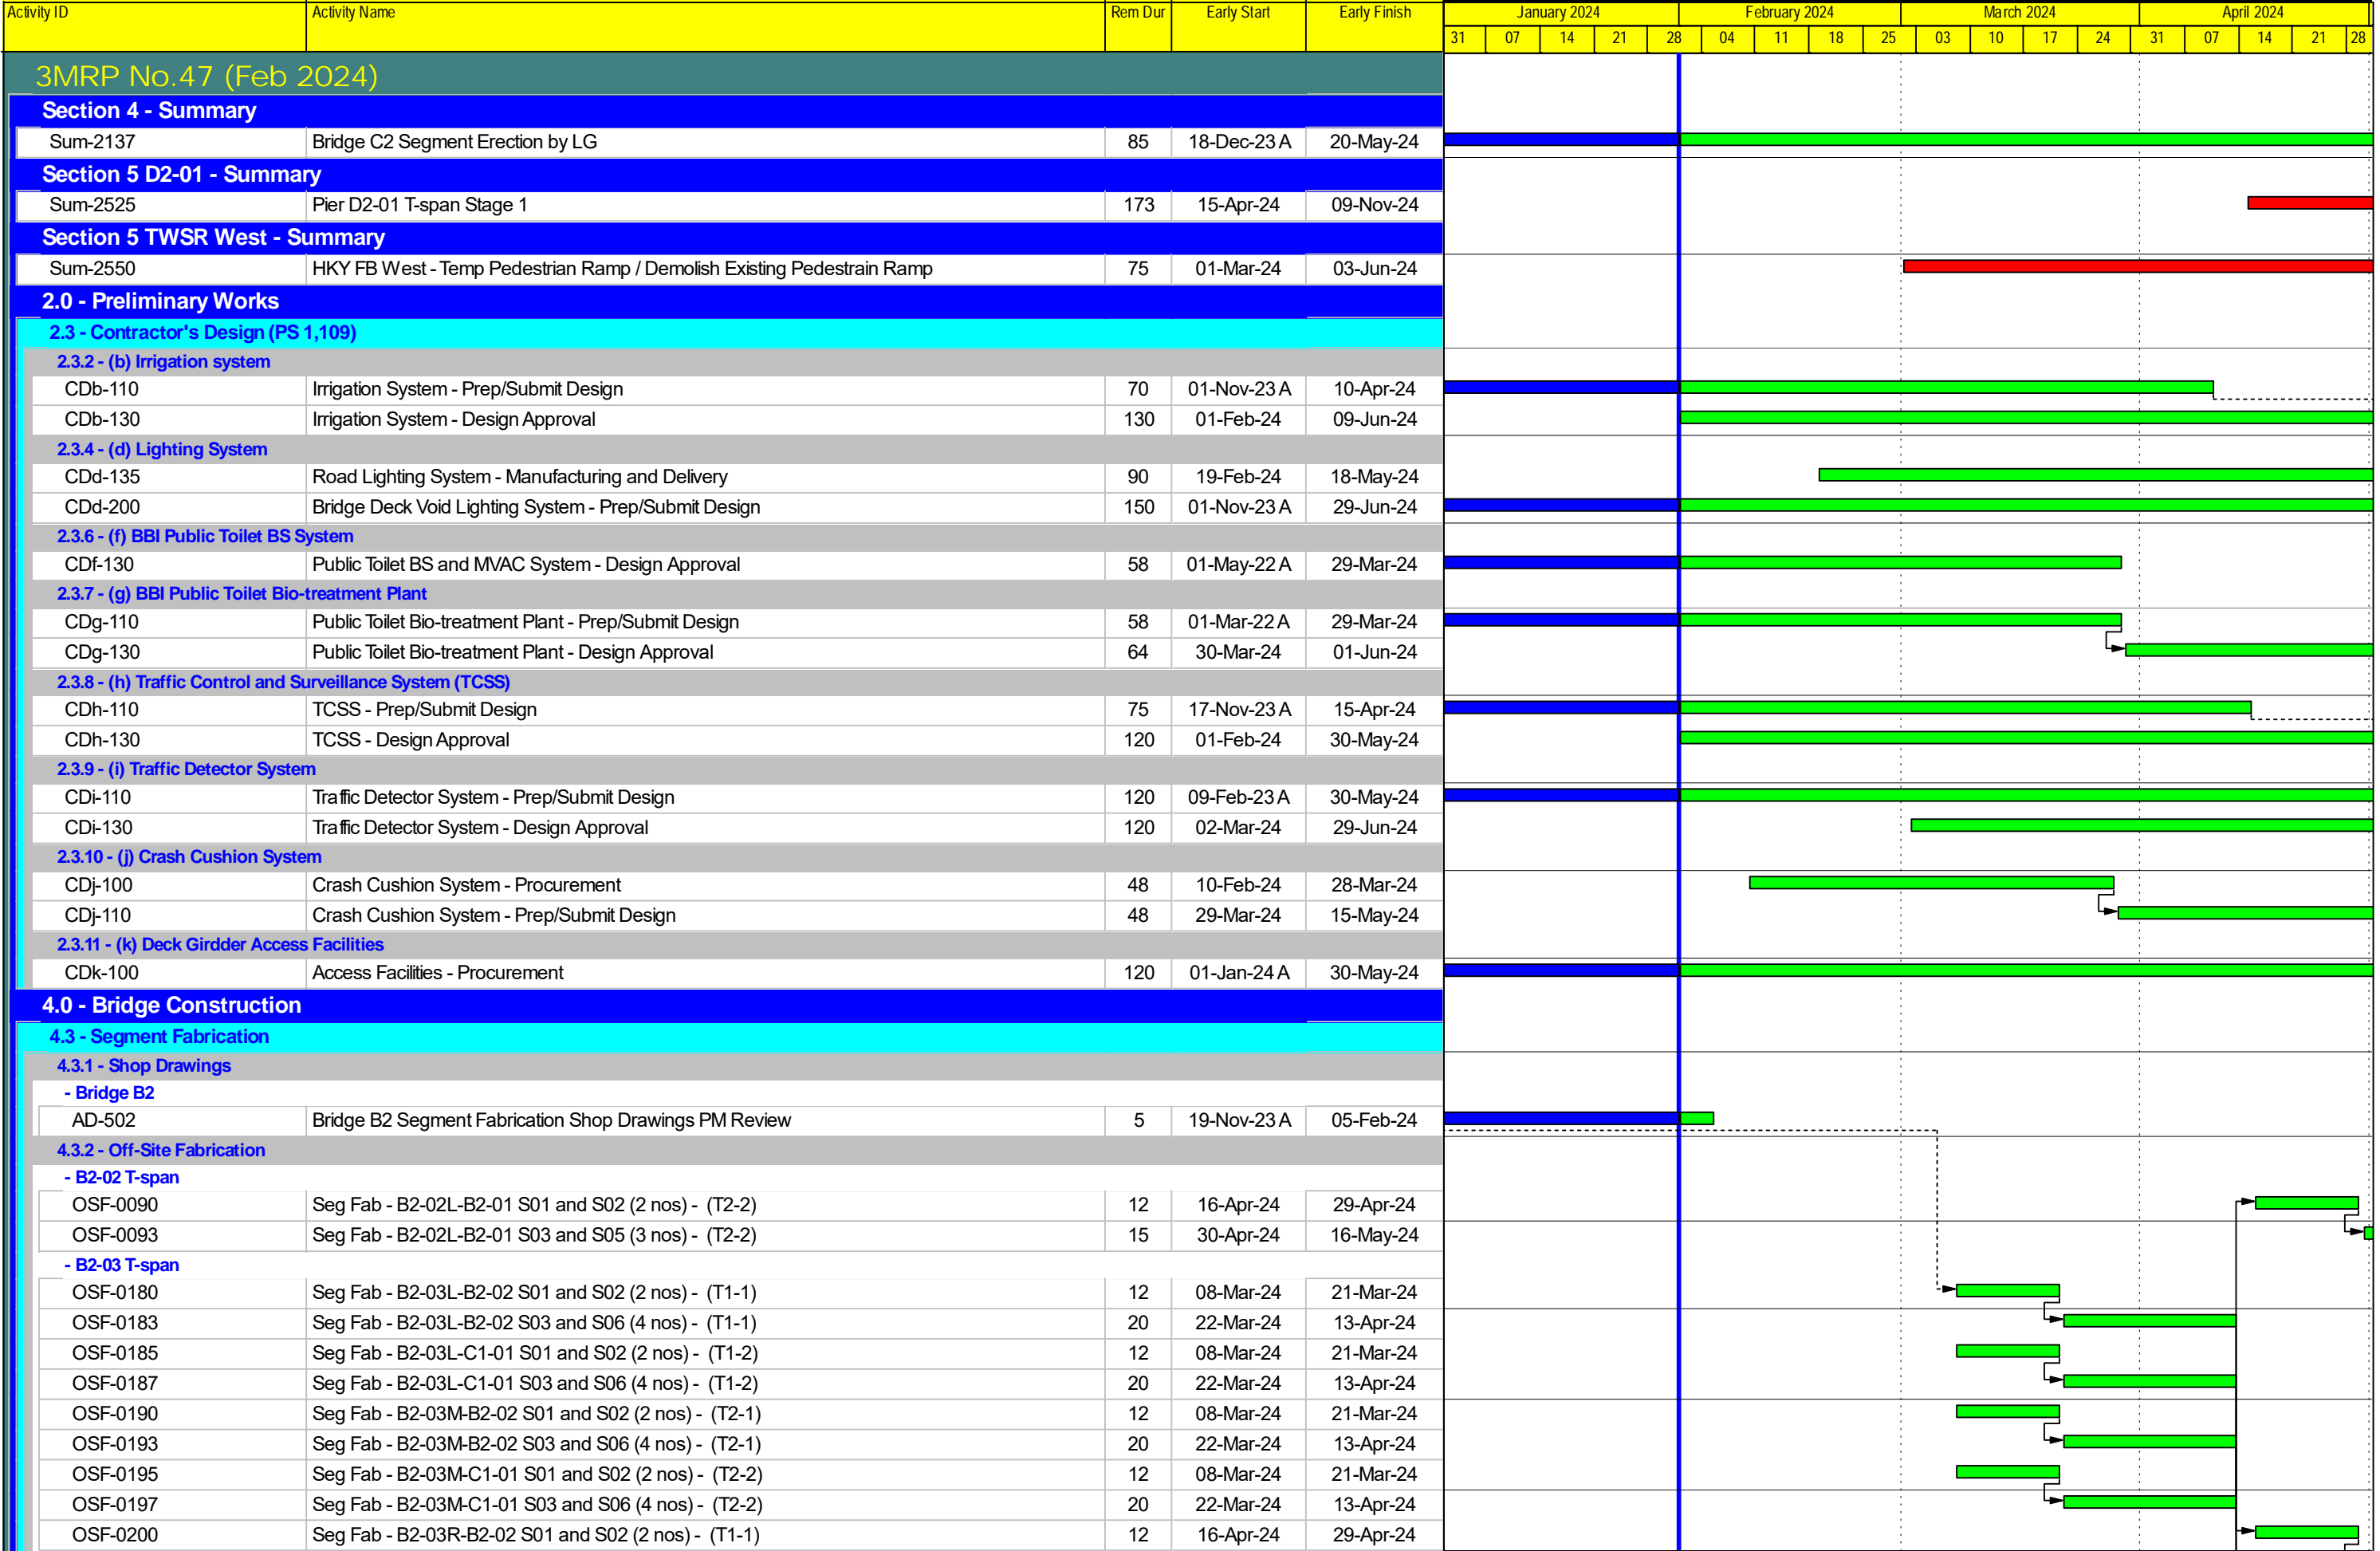 Activity ID Activity Name Rem Dur Early Start Early Finish January 2024 February 2024 March 2024 April 2024
31 07 14 21 28 04 11 18 25 03 10 17 24 31 07 14 21 28
3MRP No.47 (Feb 2024)
Section 4 - Summary
Sum-2137 Bridge C2 Segment Erection by LG 85 18-Dec-23 A 20-May-24
Section 5 D2-01 - Summary
Sum-2525 Pier D2-01 T-span Stage 1 173 15-Apr-24 09-Nov-24
Section 5 TWSR West - Summary
Sum-2550 HKY FB West - Temp Pedestrian Ramp / Demolish Existing Pedestrain Ramp 75 01-Mar-24 03-Jun-24
2.0 - Preliminary Works
2.3 - Contractor's Design (PS 1,109)
2.3.2 - (b) Irrigation system
CDb-110 Irrigation System - Prep/Submit Design 70 01-Nov-23 A 10-Apr-24
CDb-130 Irrigation System - Design Approval 130 01-Feb-24 09-Jun-24
2.3.4 - (d) Lighting System
CDd-135 Road Lighting System - Manufacturing and Delivery 90 19-Feb-24 18-May-24
CDd-200 Bridge Deck Void Lighting System - Prep/Submit Design 150 01-Nov-23 A 29-Jun-24
2.3.6 - (f) BBI Public Toilet BS System
CDf-130 Public Toilet BS and MVAC System - Design Approval 58 01-May-22 A 29-Mar-24
2.3.7 - (g) BBI Public Toilet Bio-treatment Plant
CDg-110 Public Toilet Bio-treatment Plant - Prep/Submit Design 58 01-Mar-22 A 29-Mar-24
CDg-130 Public Toilet Bio-treatment Plant - Design Approval 64 30-Mar-24 01-Jun-24
2.3.8 - (h) Traffic Control and Surveillance System (TCSS)
CDh-110 TCSS - Prep/Submit Design 75 17-Nov-23 A 15-Apr-24
CDh-130 TCSS - Design Approval 120 01-Feb-24 30-May-24
2.3.9 - (i) Traffic Detector System
CDi-110 Traffic Detector System - Prep/Submit Design 120 09-Feb-23 A 30-May-24
CDi-130 Traffic Detector System - Design Approval 120 02-Mar-24 29-Jun-24
2.3.10 - (j) Crash Cushion System
CDj-100 Crash Cushion System - Procurement 48 10-Feb-24 28-Mar-24
CDj-110 Crash Cushion System - Prep/Submit Design 48 29-Mar-24 15-May-24
2.3.11 - (k) Deck Girdder Access Facilities
CDk-100 Access Facilities - Procurement 120 01-Jan-24 A 30-May-24
4.0 - Bridge Construction
4.3 - Segment Fabrication
4.3.1 - Shop Drawings
- Bridge B2
AD-502 Bridge B2 Segment Fabrication Shop Drawings PM Review 5 19-Nov-23 A 05-Feb-24
4.3.2 - Off-Site Fabrication
- B2-02 T-span
OSF-0090 Seg Fab - B2-02L-B2-01 S01 and S02 (2 nos) - (T2-2) 12 16-Apr-24 29-Apr-24
OSF-0093 Seg Fab - B2-02L-B2-01 S03 and S05 (3 nos) - (T2-2) 15 30-Apr-24 16-May-24
- B2-03 T-span
OSF-0180 Seg Fab - B2-03L-B2-02 S01 and S02 (2 nos) - (T1-1) 12 08-Mar-24 21-Mar-24
OSF-0183 Seg Fab - B2-03L-B2-02 S03 and S06 (4 nos) - (T1-1) 20 22-Mar-24 13-Apr-24
OSF-0185 Seg Fab - B2-03L-C1-01 S01 and S02 (2 nos) - (T1-2) 12 08-Mar-24 21-Mar-24
OSF-0187 Seg Fab - B2-03L-C1-01 S03 and S06 (4 nos) - (T1-2) 20 22-Mar-24 13-Apr-24
OSF-0190 Seg Fab - B2-03M-B2-02 S01 and S02 (2 nos) - (T2-1) 12 08-Mar-24 21-Mar-24
OSF-0193 Seg Fab - B2-03M-B2-02 S03 and S06 (4 nos) - (T2-1) 20 22-Mar-24 13-Apr-24
OSF-0195 Seg Fab - B2-03M-C1-01 S01 and S02 (2 nos) - (T2-2) 12 08-Mar-24 21-Mar-24
OSF-0197 Seg Fab - B2-03M-C1-01 S03 and S06 (4 nos) - (T2-2) 20 22-Mar-24 13-Apr-24
OSF-0200 Seg Fab - B2-03R-B2-02 S01 and S02 (2 nos) - (T1-1) 12 16-Apr-24 29-Apr-24